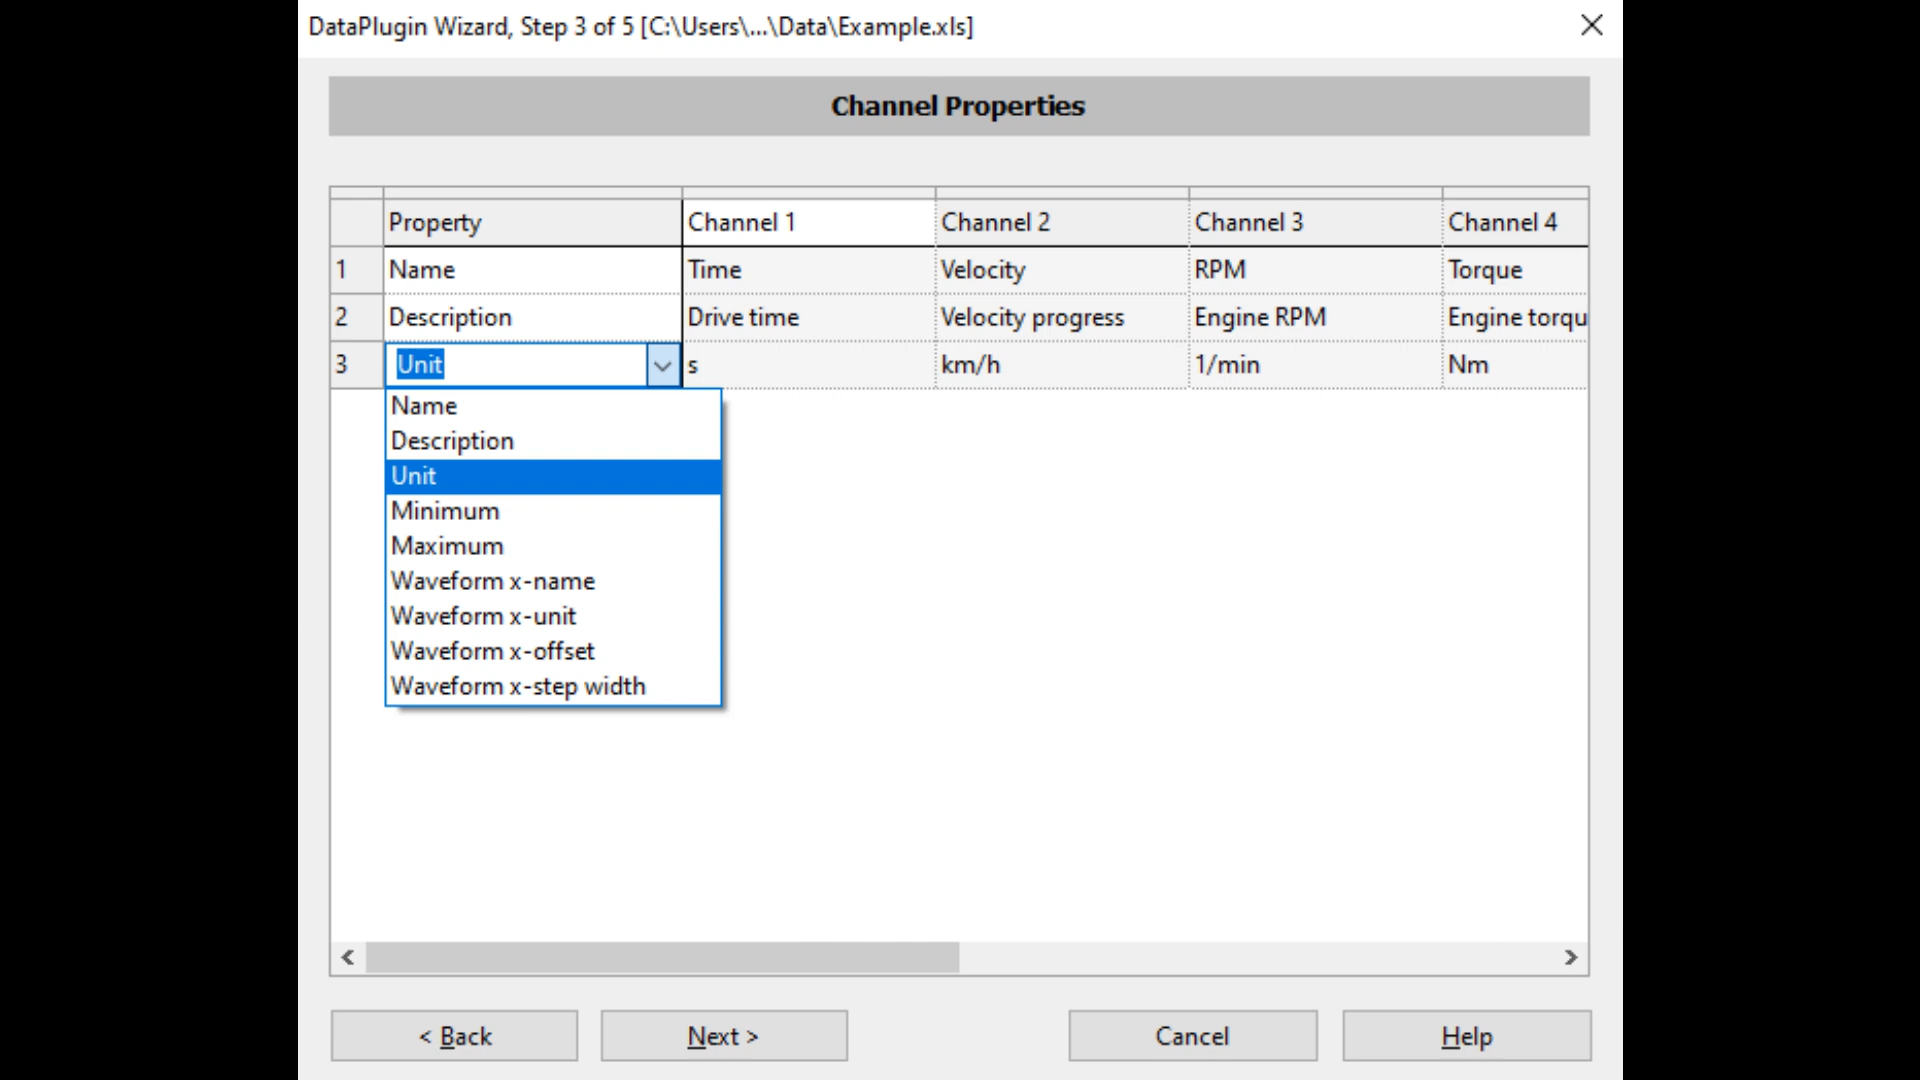 DataPlugin Wizard, Step 3 of 5 [C:\Users\...\Data\Example.xls]
Channel Properties
Property Channel 1 Channel 2 Channel 3 Channel 4
1 Name Time Velocity RPM Torque
2 Description Drive time Velocity progress Engine RPM Engine torqu
3 Unit s km/h 1/min Nm
Name
Description
Unit
Minimum
Maximum
Waveform x-name
Waveform x-unit
Waveform x-offset
Waveform x-step width
< Back Next > Cancel Help